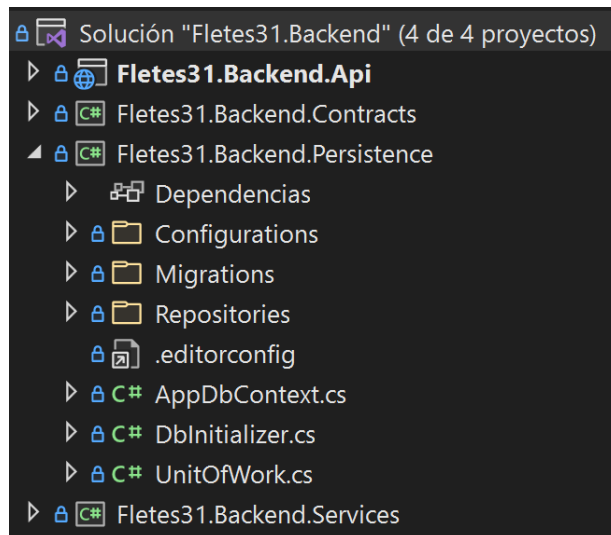 Solución "Fletes31.Backend" (4 de 4 proyectos)
Fletes31.Backend.Api
C# Fletes31.Backend.Contracts
C# Fletes31.Backend.Persistence
Dependencias
Configurations
Migrations
Repositories
.editorconfig
C# AppDbContext.cs
C# DbInitializer.cs
C# UnitOfWork.cs
C# Fletes31.Backend.Services